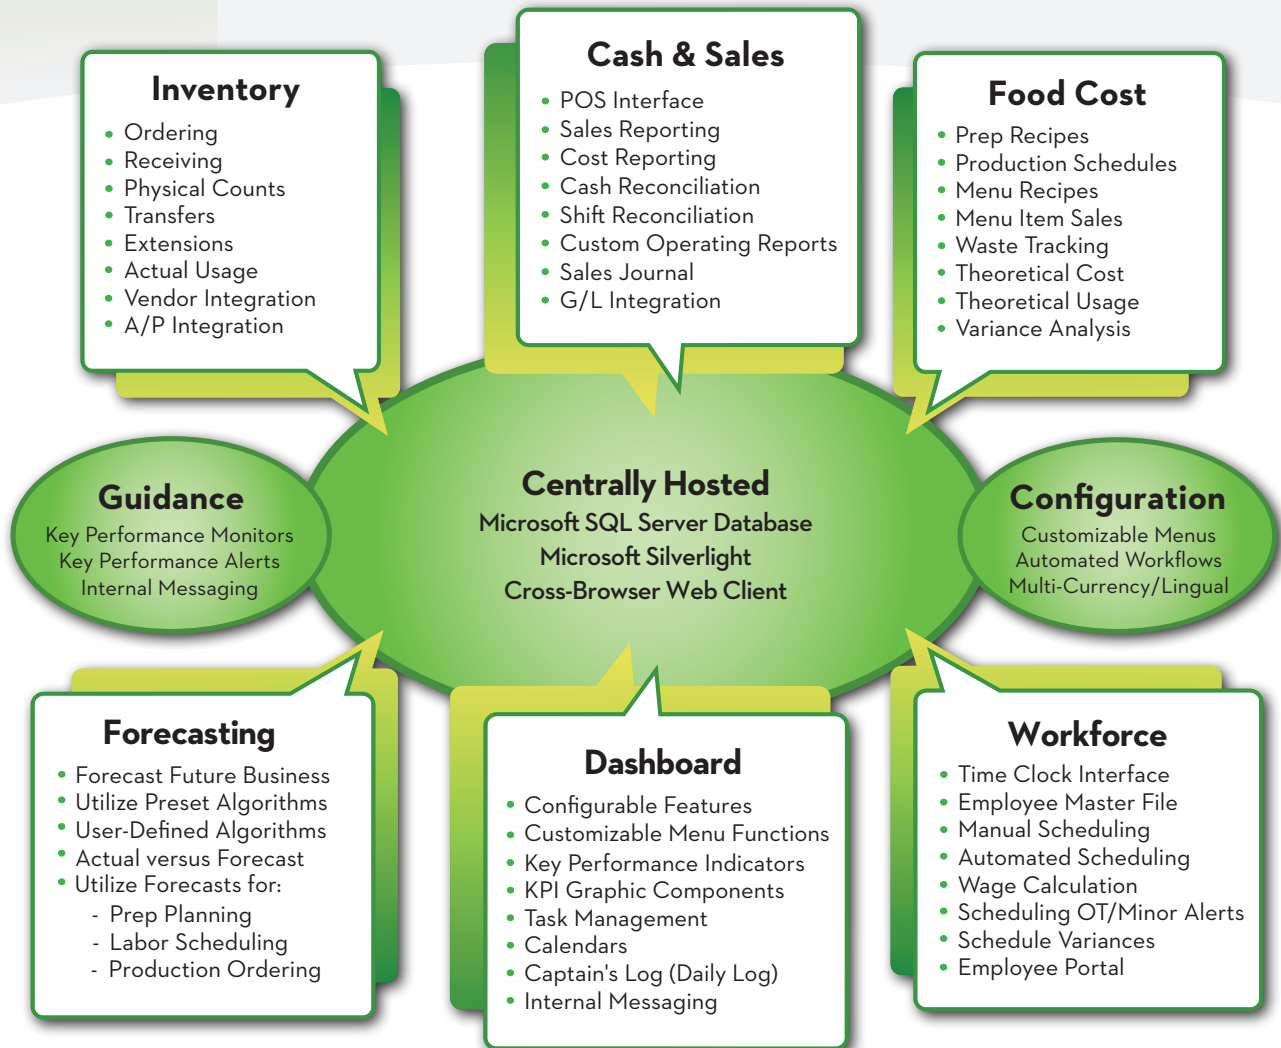 Inventory
• Ordering
• Receiving
• Physical Counts
• Transfers
• Extensions
• Actual Usage
• Vendor Integration
• A/P Integration
Cash & Sales
• POS Interface
• Sales Reporting
• Cost Reporting
• Cash Reconciliation
• Shift Reconciliation
• Custom Operating Reports
• Sales Journal
• G/L Integration
Food Cost
• Prep Recipes
• Production Schedules
• Menu Recipes
• Menu Item Sales
• Waste Tracking
• Theoretical Cost
• Theoretical Usage
• Variance Analysis
Guidance
Key Performance Monitors
Key Performance Alerts
Internal Messaging
Centrally Hosted
Microsoft SQL Server Database
Microsoft Silverlight
Cross-Browser Web Client
Configuration
Customizable Menus
Automated Workflows
Multi-Currency/Lingual
Forecasting
• Forecast Future Business
• Utilize Preset Algorithms
• User-Defined Algorithms
• Actual versus Forecast
• Utilize Forecasts for:
- Prep Planning
- Labor Scheduling
- Production Ordering
Dashboard
• Configurable Features
• Customizable Menu Functions
• Key Performance Indicators
• KPI Graphic Components
• Task Management
• Calendars
• Captain's Log (Daily Log)
• Internal Messaging
Workforce
• Time Clock Interface
• Employee Master File
• Manual Scheduling
• Automated Scheduling
• Wage Calculation
• Scheduling OT/Minor Alerts
• Schedule Variances
• Employee Portal